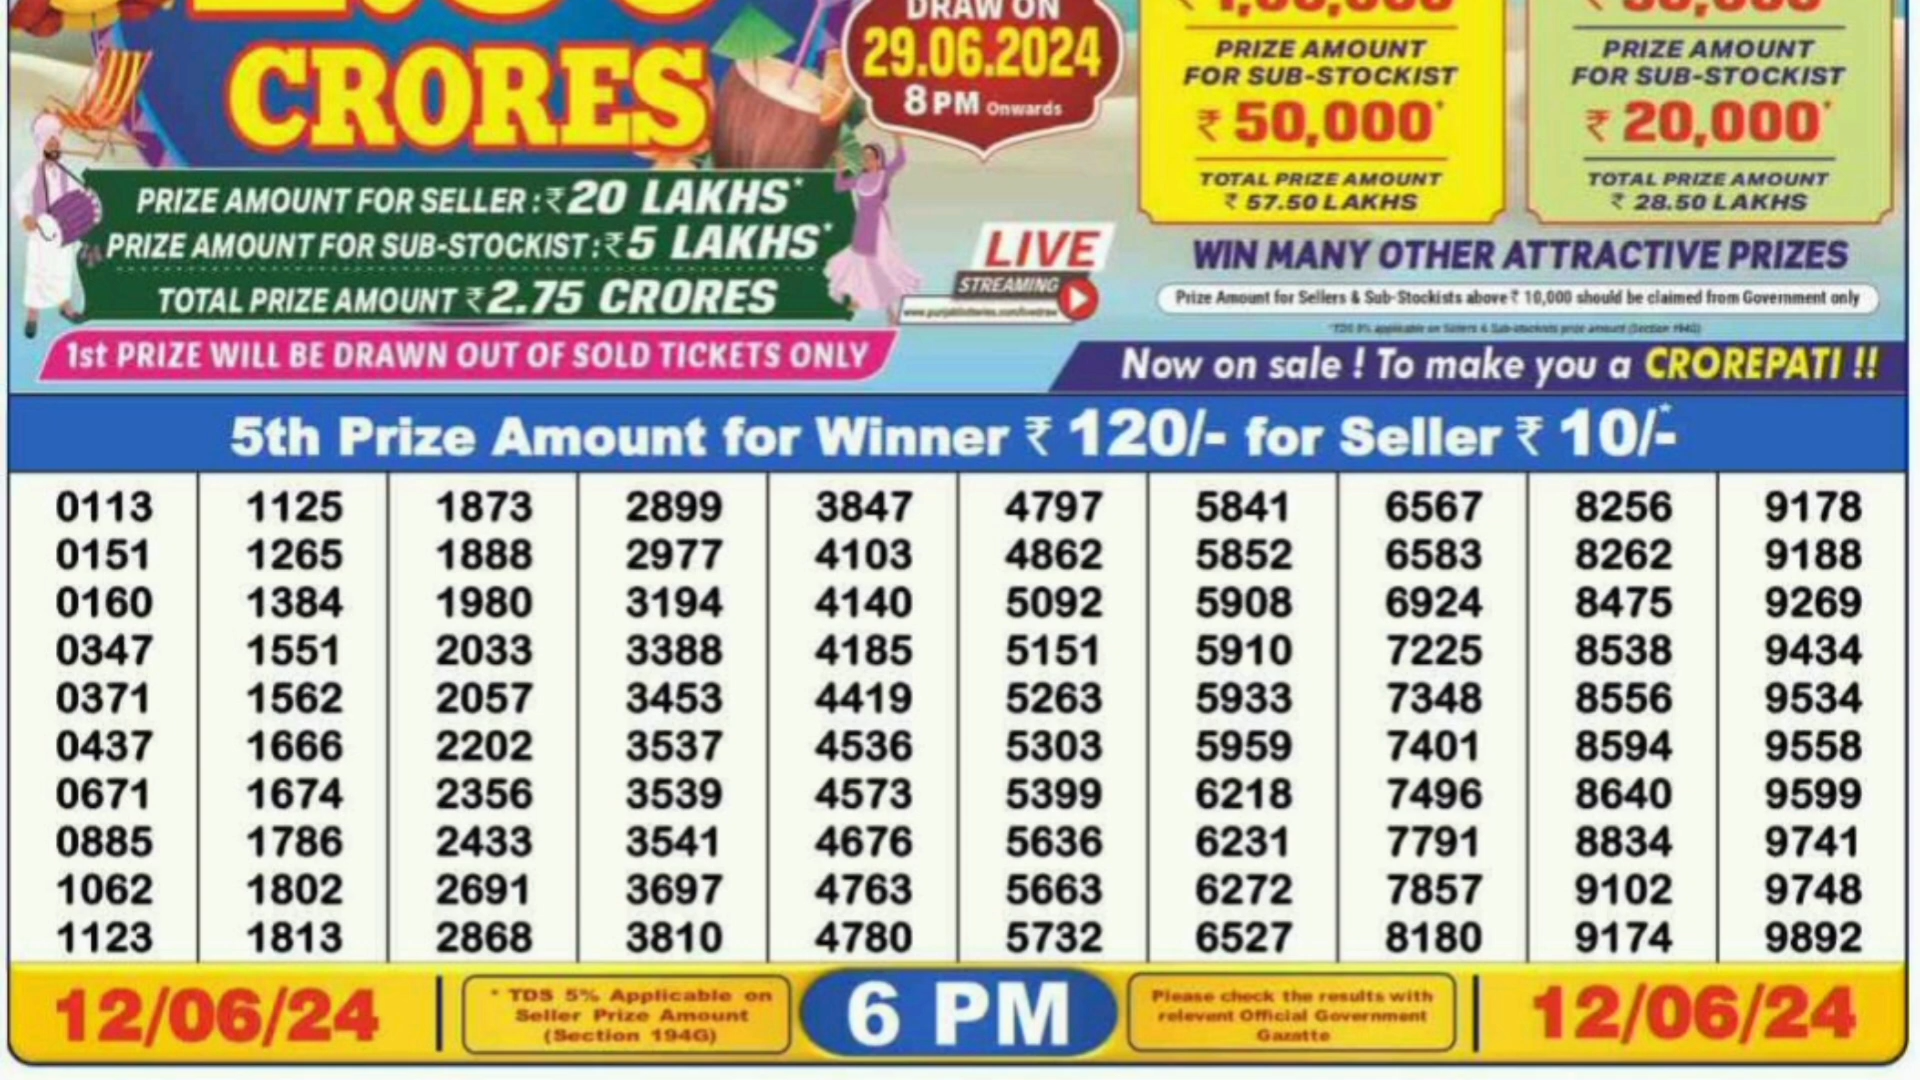 CRORES
DRAW ON
29.06.2024
8 PM Onwards
PRIZE AMOUNT FOR SELLER : ₹ 20 LAKHS*
PRIZE AMOUNT FOR SUB-STOCKIST : ₹ 5 LAKHS*
TOTAL PRIZE AMOUNT ₹ 2.75 CRORES
1st PRIZE WILL BE DRAWN OUT OF SOLD TICKETS ONLY
LIVE
STREAMING
PRIZE AMOUNT
FOR SUB-STOCKIST
₹ 50,000*
TOTAL PRIZE AMOUNT
₹ 57.50 LAKHS
PRIZE AMOUNT
FOR SUB-STOCKIST
₹ 20,000*
TOTAL PRIZE AMOUNT
₹ 28.50 LAKHS
WIN MANY OTHER ATTRACTIVE PRIZES
Prize Amount for Sellers & Sub-Stockists above ₹ 10,000 should be claimed from Government only
Now on sale ! To make you a CROREPATI !!
5th Prize Amount for Winner ₹ 120/- for Seller ₹ 10/-*
0113 1125 1873 2899 3847 4797 5841 6567 8256 9178
0151 1265 1888 2977 4103 4862 5852 6583 8262 9188
0160 1384 1980 3194 4140 5092 5908 6924 8475 9269
0347 1551 2033 3388 4185 5151 5910 7225 8538 9434
0371 1562 2057 3453 4419 5263 5933 7348 8556 9534
0437 1666 2202 3537 4536 5303 5959 7401 8594 9558
0671 1674 2356 3539 4573 5399 6218 7496 8640 9599
0885 1786 2433 3541 4676 5636 6231 7791 8834 9741
1062 1802 2691 3697 4763 5663 6272 7857 9102 9748
1123 1813 2868 3810 4780 5732 6527 8180 9174 9892
12/06/24
* TDS 5% Applicable on
Seller Prize Amount
(Section 194G)
6 PM
Please check the results with
relevant Official Government
Gazatte
12/06/24